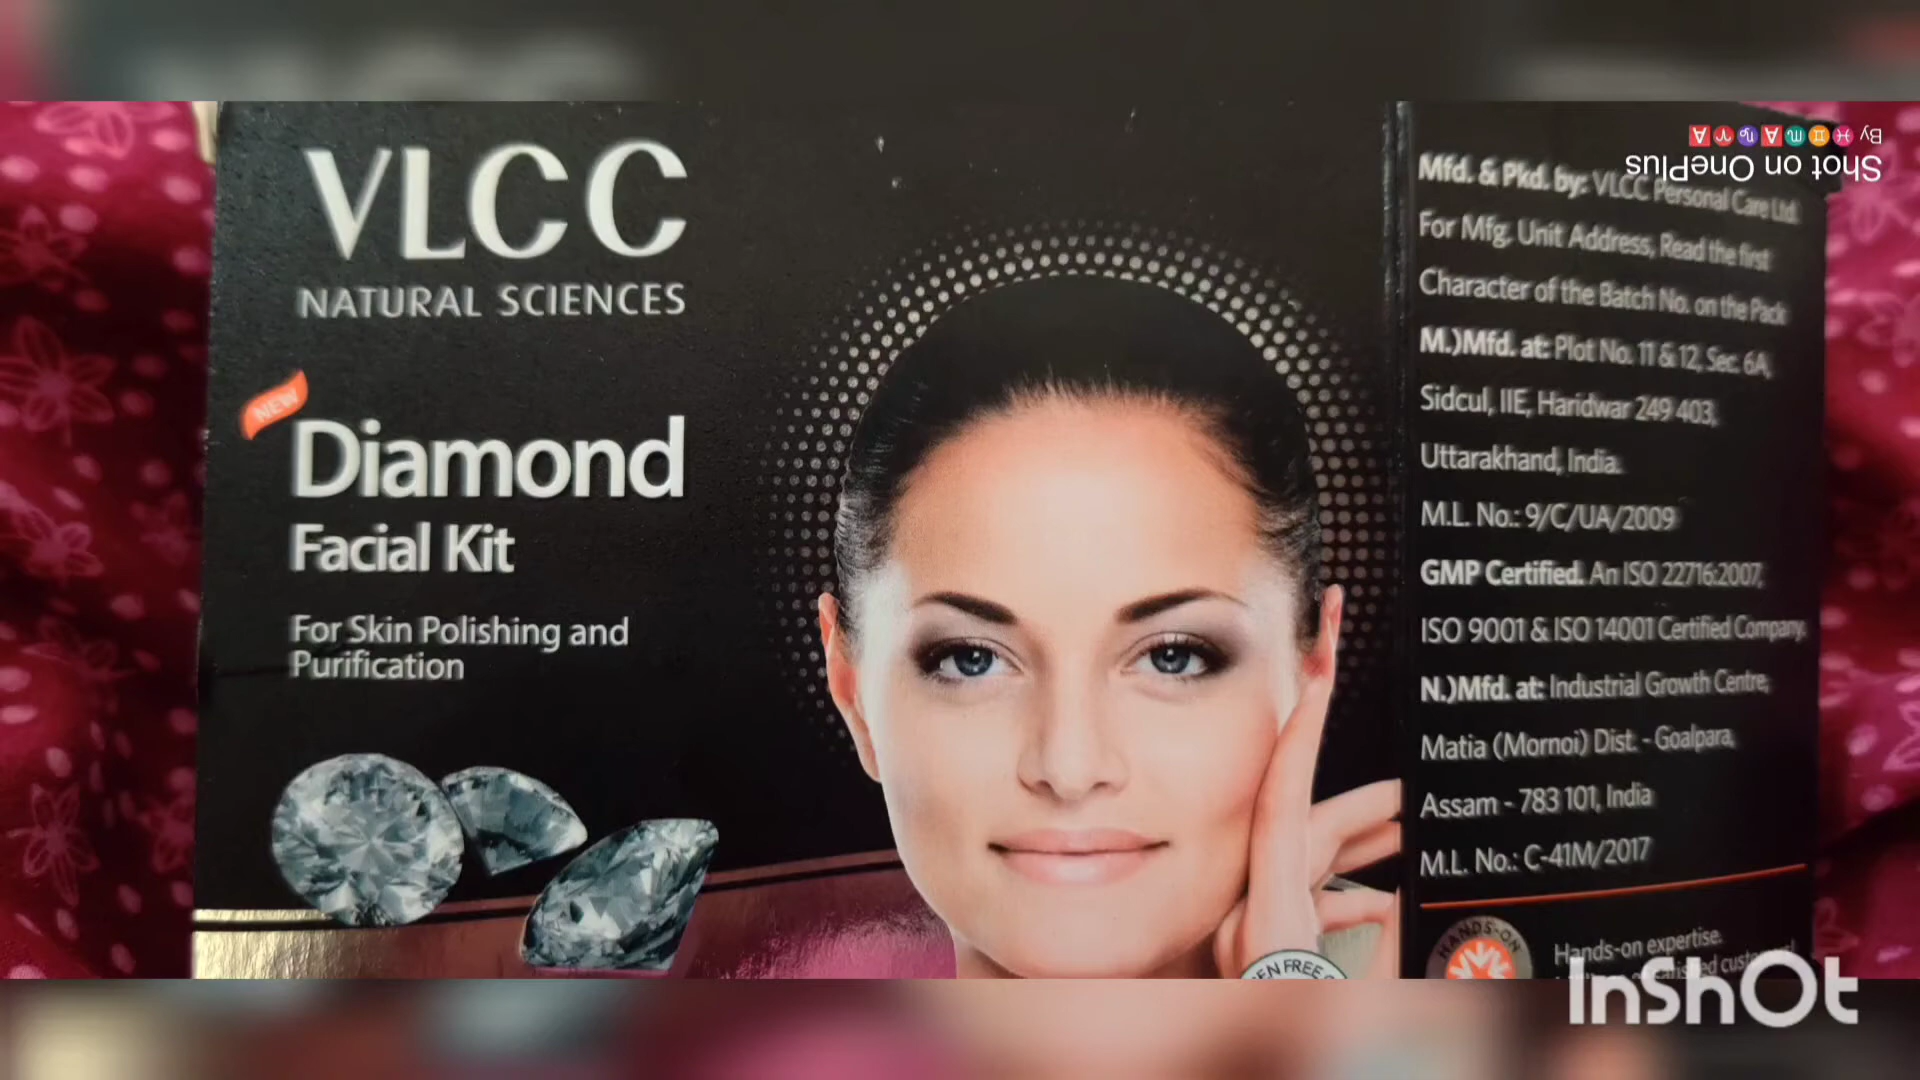 VLCC
NATURAL SCIENCES
NEW
Diamond
Facial Kit
For Skin Polishing and
Purification
Mfd. & Pkd. by: VLCC Personal Care Ltd.
For Mfg. Unit Address, Read the first
Character of the Batch No. on the Pack
M.)Mfd. at: Plot No. 11 & 12, Sec. 6A,
Sidcul, IIE, Haridwar 249 403,
Uttarakhand, India.
M.L. No.: 9/C/UA/2009
GMP Certified. An ISO 22716:2007,
ISO 9001 & ISO 14001 Certified Company.
N.)Mfd. at: Industrial Growth Centre,
Matia (Mornoi) Dist. - Goalpara,
Assam - 783 101, India
M.L. No.: C-41M/2017
HANDS-ON
Hands-on expertise.
FREE
Shot on OnePlus
By ♓♊♏🅰♑♈🅰
InShOt